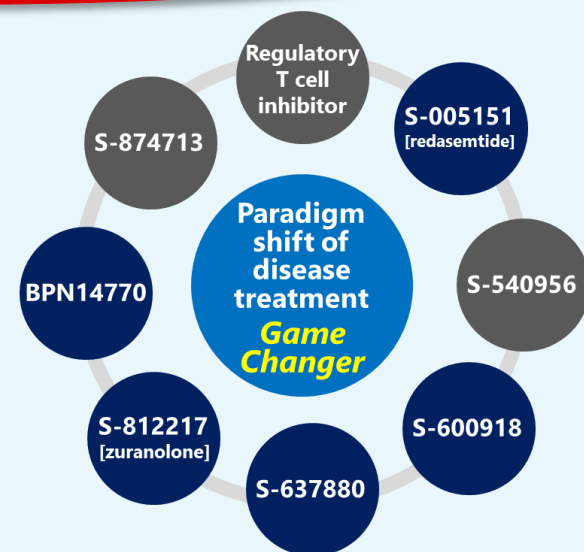 Regulatory
T cell
inhibitor
S-005151
[redasemtide]
S-540956
S-600918
S-637880
S-812217
[zuranolone]
BPN14770
S-874713
Paradigm
shift of
disease
treatment
Game
Changer